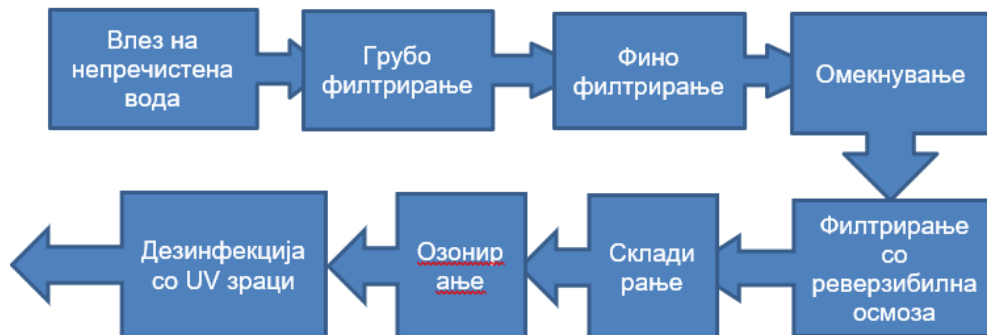 Влез на
непречистена
вода
Грубо
филтрирање
Фино
филтрирање
Омекнување
Филтрирање
со
реверзибилна
осмоза
Склади
рање
Озонир
ање
Дезинфекција
со UV зраци